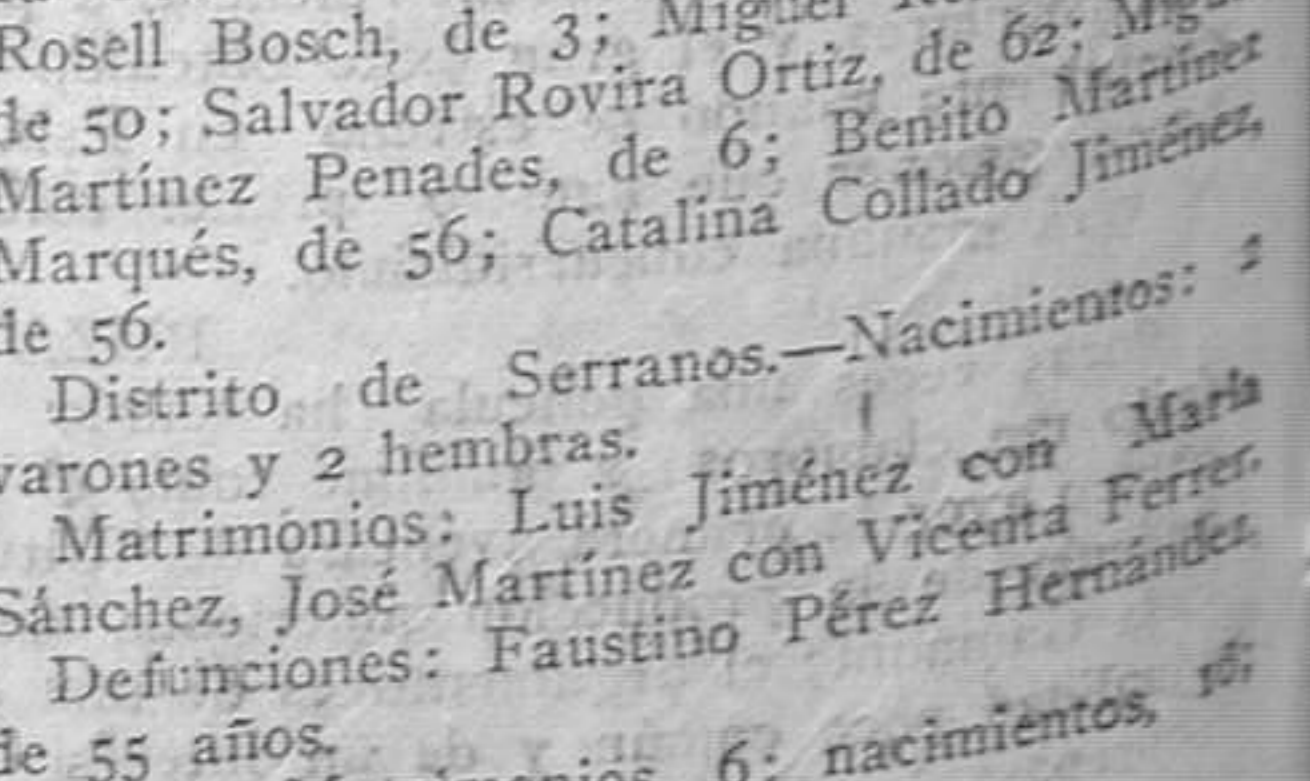 Rosell Bosch, de 3; Miguel
de 50; Salvador Rovira Ortiz, de 62;
Martínez Penades, de 6; Benito Martínez
Marqués, de 56; Catalina Collado Jiménez,
de 56.
Distrito de Serranos.—Nacimientos:
varones y 2 hembras.
Matrimonios: Luis Jiménez con María
Sánchez, José Martínez con Vicenta Ferrer.
Defunciones: Faustino Pérez Hernández
de 55 años.
6; nacimientos,